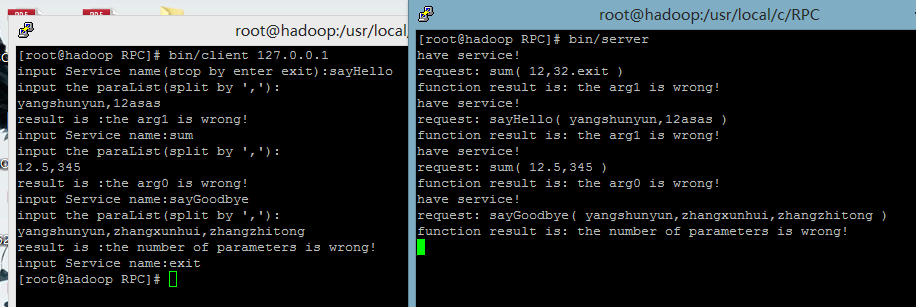 root@hadoop:/usr/local,
[root@hadoop RPC]# bin/client 127.0.0.1
input Service name(stop by enter exit):sayHello
input the paraList(split by ','):
yangshunyun,12asas
result is :the arg1 is wrong!
input Service name:sum
input the paraList(split by ','):
12.5,345
result is :the arg0 is wrong!
input Service name:sayGoodbye
input the paraList(split by ','):
yangshunyun,zhangxunhui,zhangzhitong
result is :the number of parameters is wrong!
input Service name:exit
[root@hadoop RPC]#
root@hadoop:/usr/local/c/RPC
[root@hadoop RPC]# bin/server
have service!
request: sum( 12,32.exit )
function result is: the arg1 is wrong!
have service!
request: sayHello( yangshunyun,12asas )
function result is: the arg1 is wrong!
have service!
request: sum( 12.5,345 )
function result is: the arg0 is wrong!
have service!
request: sayGoodbye( yangshunyun,zhangxunhui,zhangzhitong )
function result is: the number of parameters is wrong!